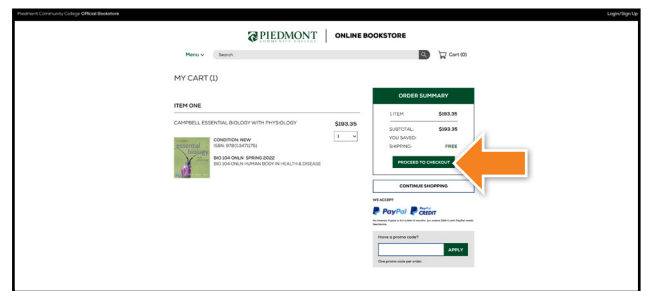 Piedmont Community College Official Bookstore
Login/Sign Up
PIEDMONT
COMMUNITY COLLEGE
ONLINE BOOKSTORE
Menu
Search
Cart (0)
MY CART (1)
ITEM ONE
CAMPBELL ESSENTIAL BIOLOGY WITH PHYSIOLOGY
$193.35
1
essential
biology
CONDITION: NEW
BIO 104 ONLN SPRING 2022
BIO 104 ONLN HUMAN BODY IN HEALTH & DISEASE
ORDER SUMMARY
1 ITEM
$193.35
SUBTOTAL:
$193.35
YOU SAVED:
SHIPPING:
FREE
PROCEED TO CHECKOUT
CONTINUE SHOPPING
WE ACCEPT
PayPal
PayPal
CREDIT
Have a promo code?
APPLY
One promo code per order.